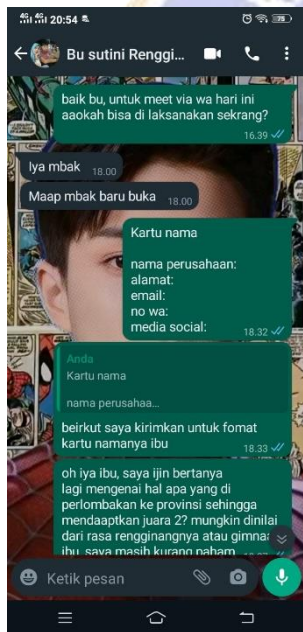 20:54
Bu sutini Renggi...
baik bu, untuk meet via wa hari ini
aaokah bisa di laksanakan sekrang?
16.39
Iya mbak 18.00
Maap mbak baru buka 18.00
Kartu nama
nama perusahaan:
alamat:
email:
no wa:
media social:
18.32
Anda
Kartu nama
nama perusahaa...
beirkut saya kirimkan untuk fomat
kartu namanya ibu
18.33
oh iya ibu, saya ijin bertanya
lagi mengenai hal apa yang di
perlombakan ke provinsi sehingga
mendaaptkan juara 2? mungkin dinilai
dari rasa rengginangnya atau gimnaa
ibu, saya masih kurang paham
Ketik pesan